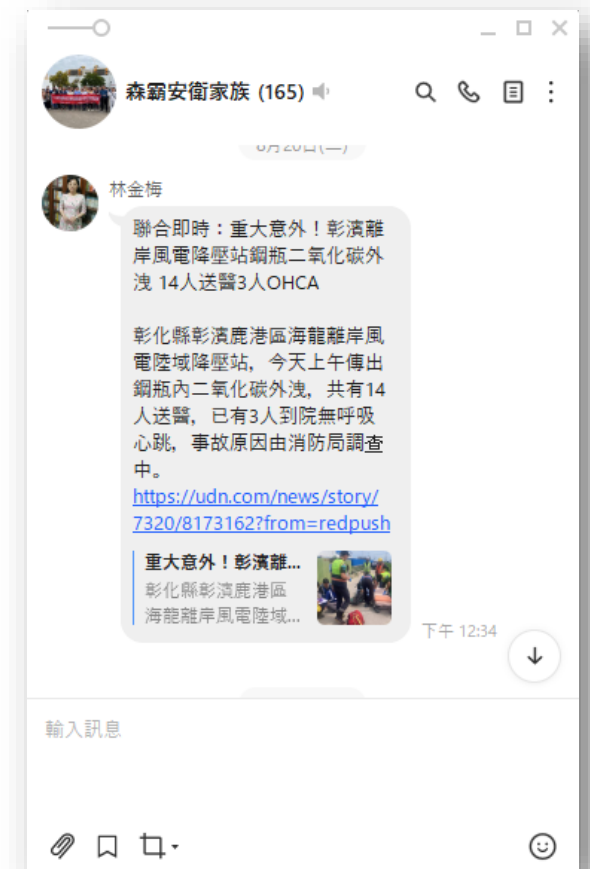 森霸安衛家族 (165)
8月20日(二)
林金梅
聯合即時：重大意外！彰濱離
岸風電降壓站鋼瓶二氧化碳外
洩 14人送醫3人OHCA
彰化縣彰濱鹿港區海龍離岸風
電陸域降壓站，今天上午傳出
鋼瓶內二氧化碳外洩，共有14
人送醫，已有3人到院無呼吸
心跳，事故原因由消防局調查
中。
https://udn.com/news/story/
7320/8173162?from=redpush
重大意外！彰濱離...
彰化縣彰濱鹿港區
海龍離岸風電陸域...
下午 12:34
輸入訊息